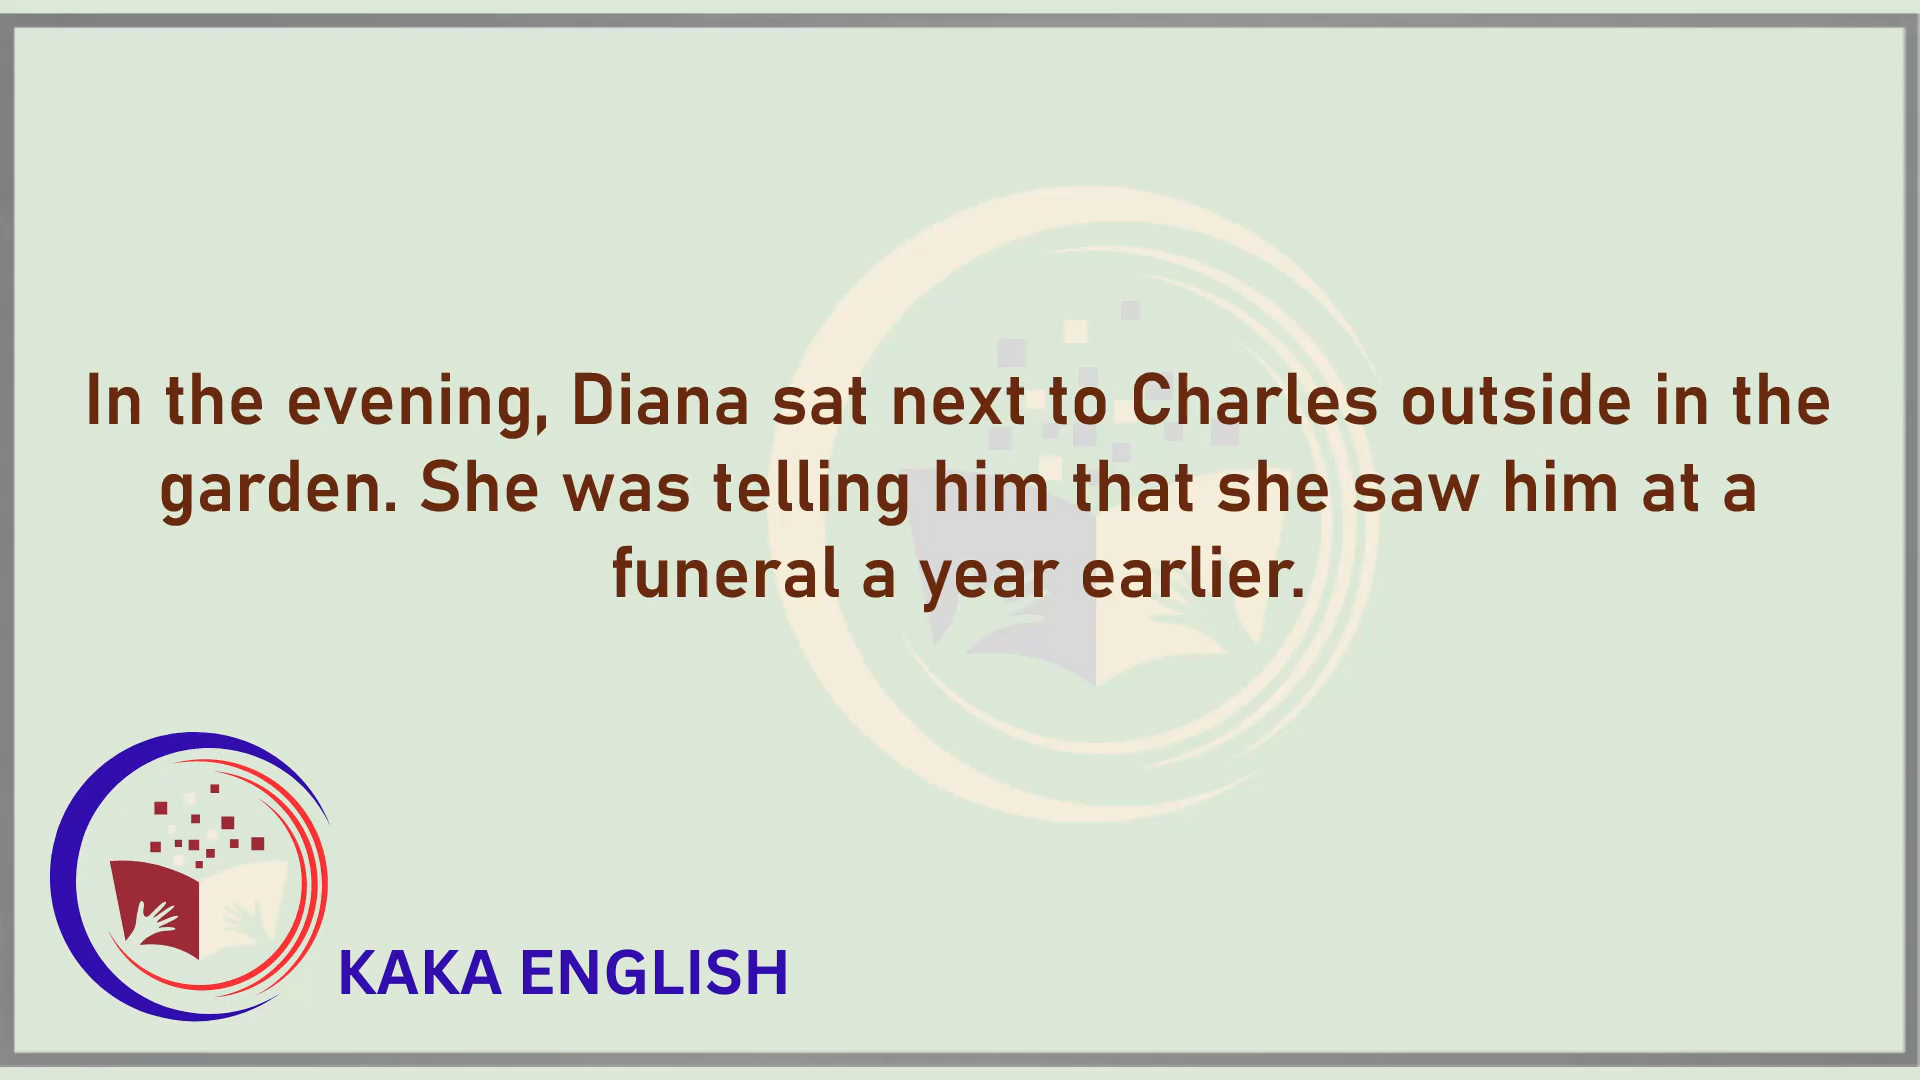 In the evening, Diana sat next to Charles outside in the
garden. She was telling him that she saw him at a
funeral a year earlier.
KAKA ENGLISH